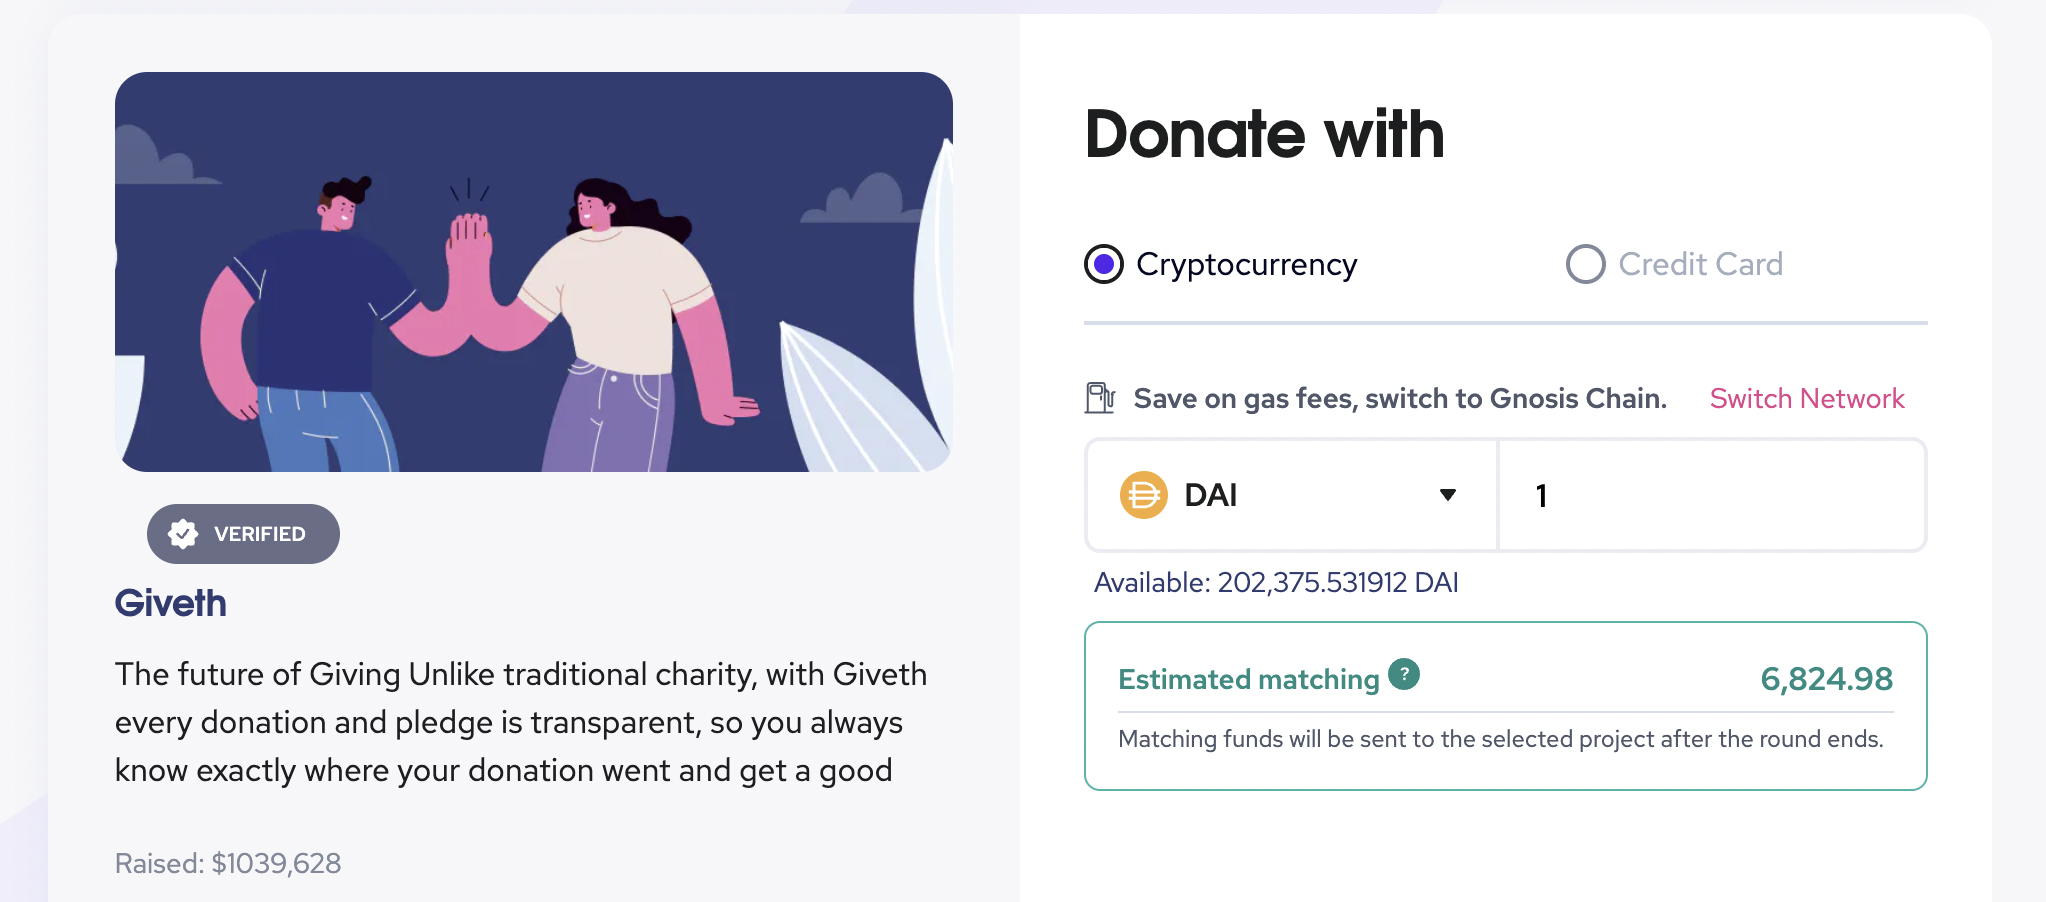 VERIFIED
Giveth
The future of Giving Unlike traditional charity, with Giveth
every donation and pledge is transparent, so you always
know exactly where your donation went and get a good
Raised: $1039,628
Donate with
Cryptocurrency
Credit Card
Save on gas fees, switch to Gnosis Chain. Switch Network
DAI 1
Available: 202,375.531912 DAI
Estimated matching ? 6,824.98
Matching funds will be sent to the selected project after the round ends.